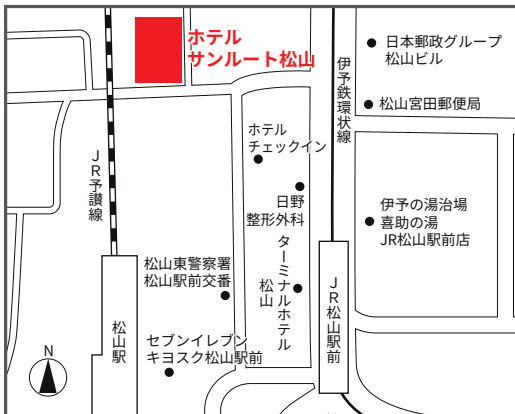 ホテル
サンルート松山
日本郵政グループ
松山ビル
伊予鉄環状線
松山宮田郵便局
ホテル
チェックイン
JR予讃線
日野
整形外科
伊予の湯治場
喜助の湯
JR松山駅前店
ターミナルホテル
松山
松山東警察署
松山駅前交番
JR松山駅前
松山駅
セブンイレブン
キヨスク松山駅前
N